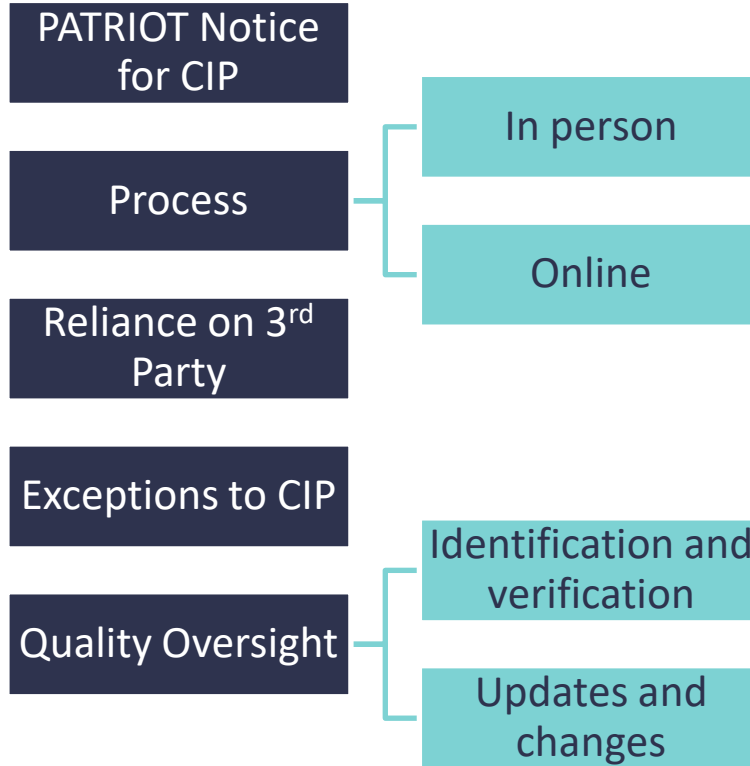 PATRIOT Notice
for CIP
Process
In person
Online
Reliance on 3rd
Party
Exceptions to CIP
Quality Oversight
Identification and
verification
Updates and
changes